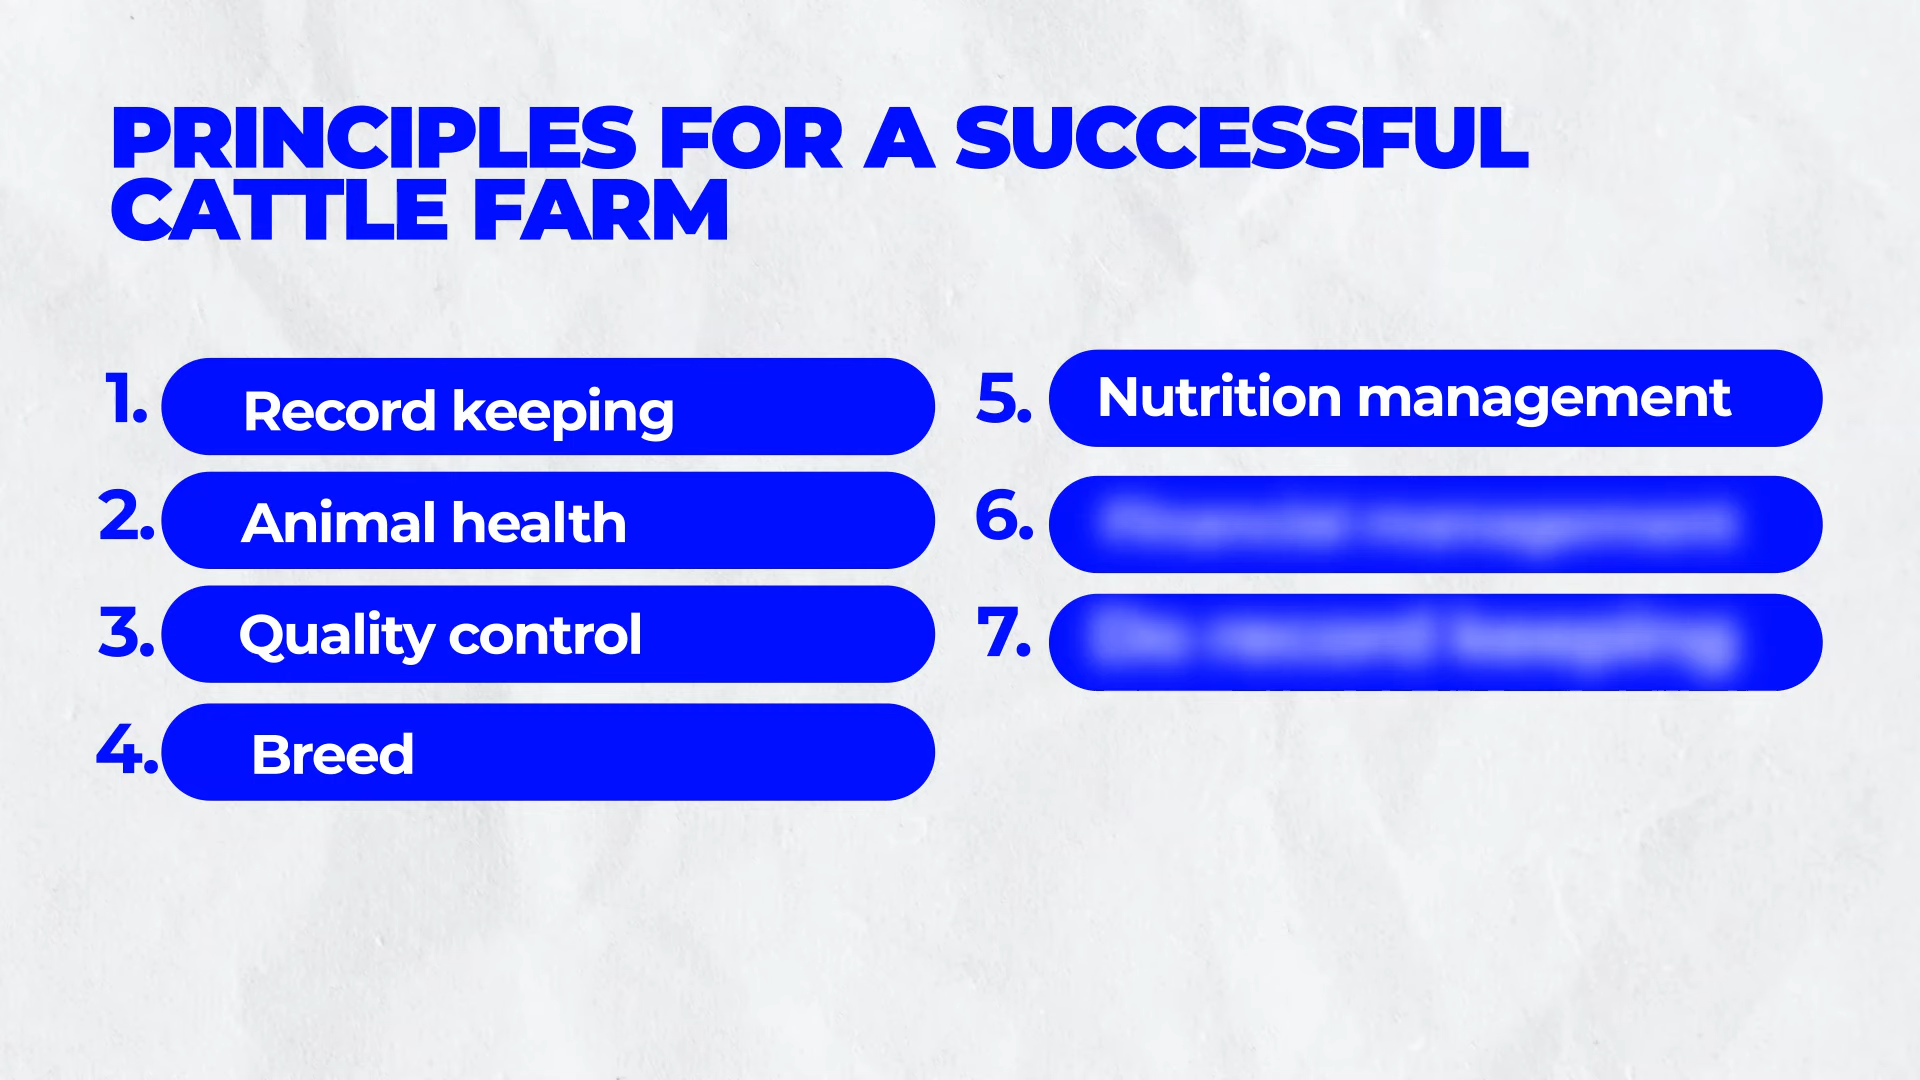 PRINCIPLES FOR A SUCCESSFUL
CATTLE FARM
1. Record keeping
2. Animal health
3. Quality control
4. Breed
5. Nutrition management
6.
7.